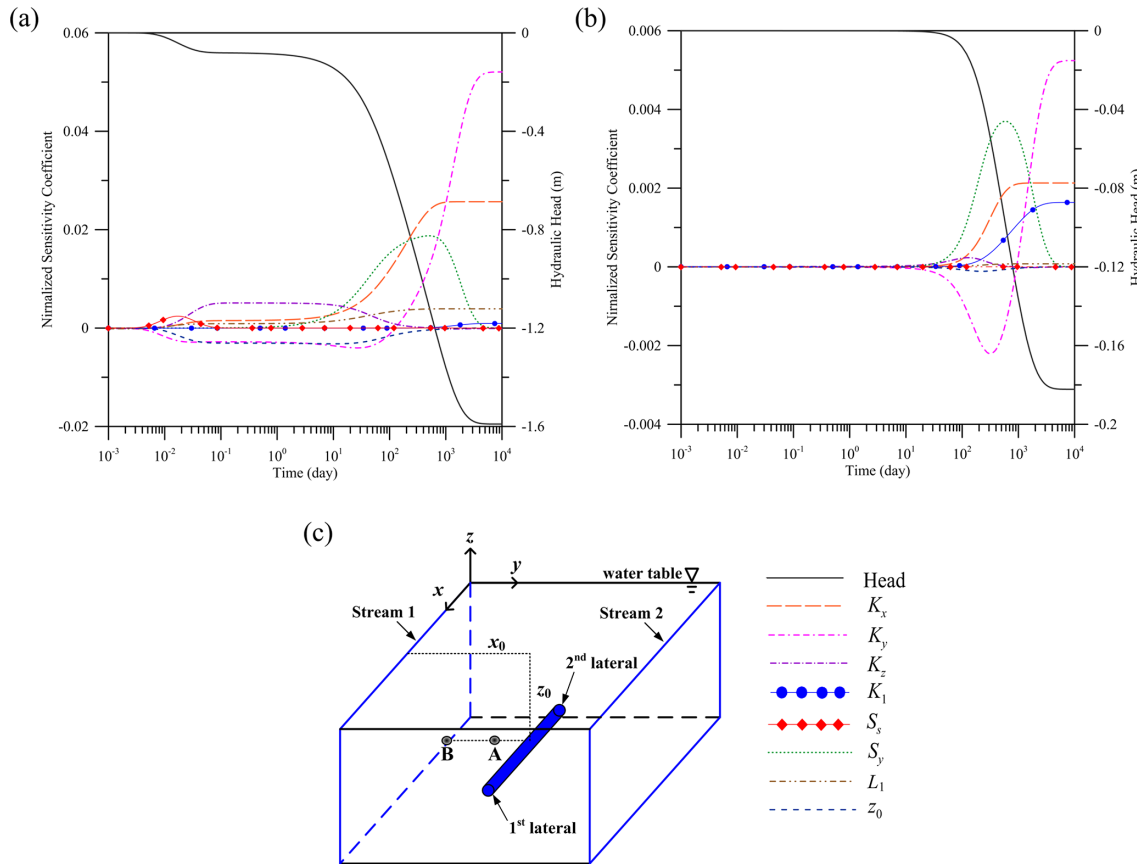 (a)
(b)
0.06
0.04
0.02
0
-0.02
Nimalized Sensitivity Coefficient
0
-0.4
-0.8
-1.2
-1.6
Hydraulic Head (m)
10^-3 10^-2 10^-1 10^0 10^1 10^2 10^3 10^4
Time (day)
0.006
0.004
0.002
0.000
-0.002
-0.004
Nimalized Sensitivity Coefficient
0
-0.04
-0.08
-0.12
-0.16
-0.2
Hydraulic Head (m)
10^-3 10^-2 10^-1 10^0 10^1 10^2 10^3 10^4
Time (day)
(c)
z
y
x
water table
Stream 1
Stream 2
x0
2nd lateral
z0
B
A
1st lateral
Head
Kx
Ky
Kz
K1
Ss
Sy
L1
z0